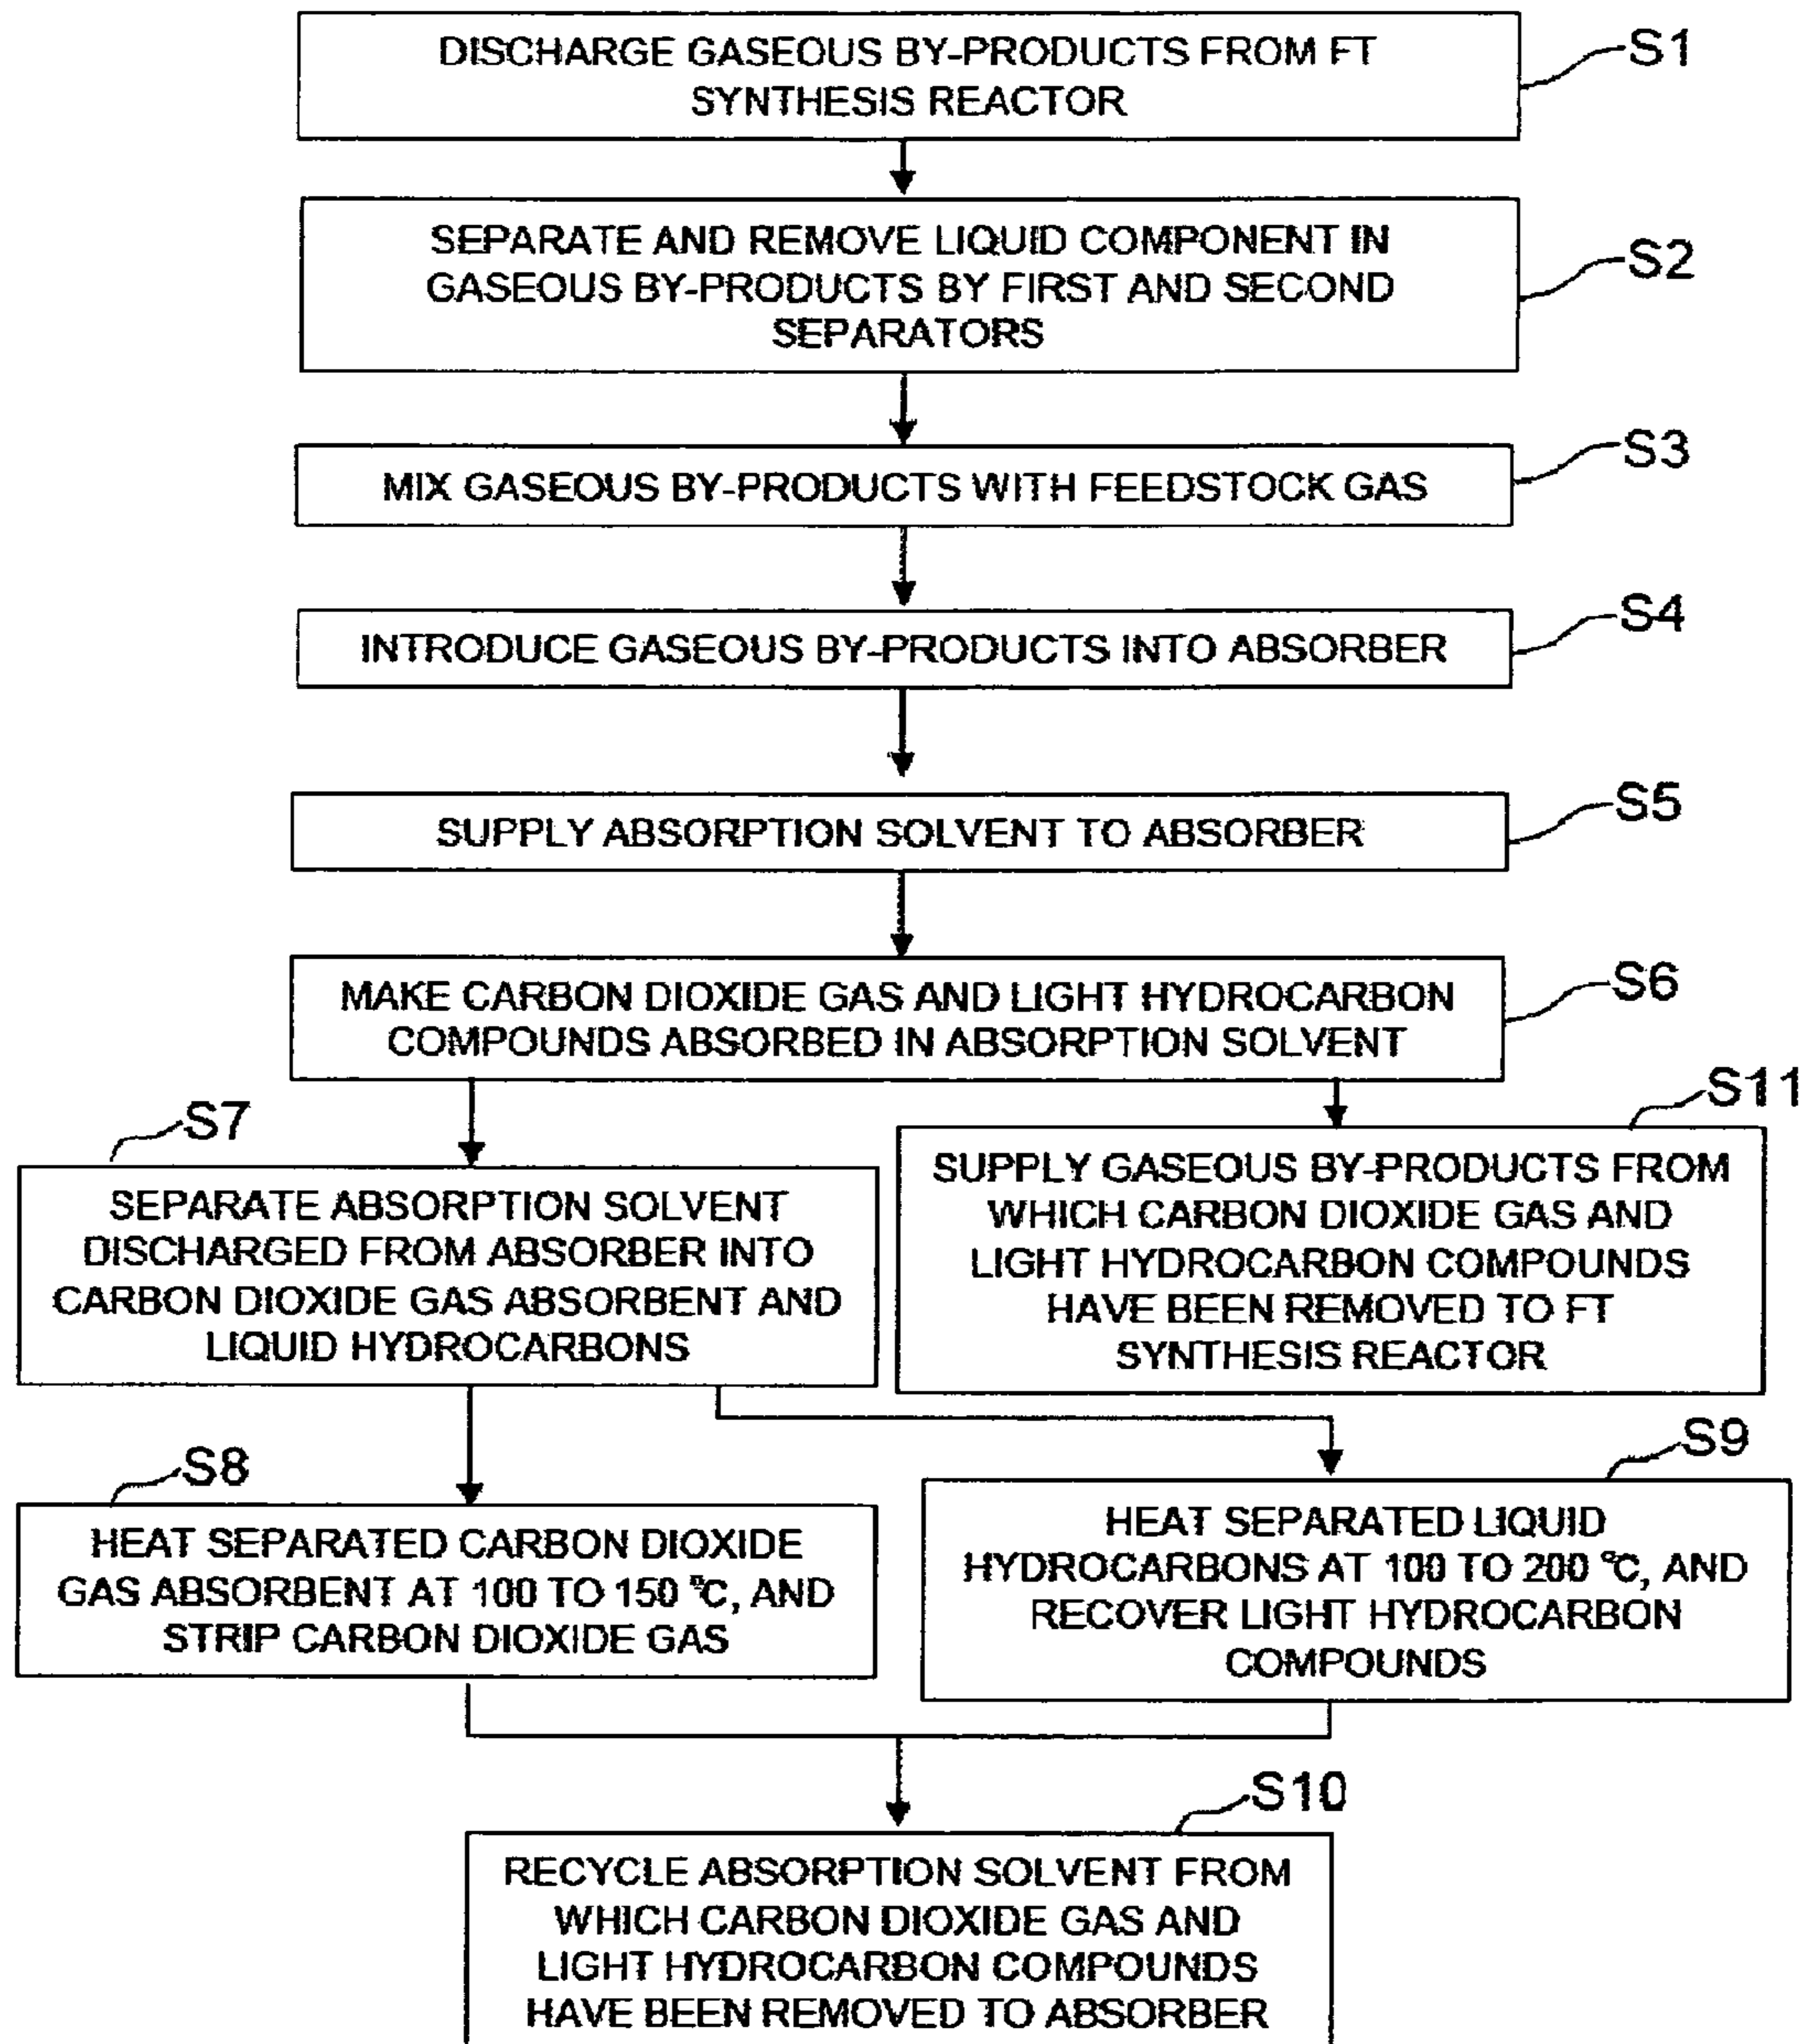 DISCHARGE GASEOUS BY-PRODUCTS FROM FT
SYNTHESIS REACTOR
S1
SEPARATE AND REMOVE LIQUID COMPONENT IN
GASEOUS BY-PRODUCTS BY FIRST AND SECOND
SEPARATORS
S2
MIX GASEOUS BY-PRODUCTS WITH FEEDSTOCK GAS
S3
INTRODUCE GASEOUS BY-PRODUCTS INTO ABSORBER
S4
SUPPLY ABSORPTION SOLVENT TO ABSORBER
S5
MAKE CARBON DIOXIDE GAS AND LIGHT HYDROCARBON
COMPOUNDS ABSORBED IN ABSORPTION SOLVENT
S6
S7
SEPARATE ABSORPTION SOLVENT
DISCHARGED FROM ABSORBER INTO
CARBON DIOXIDE GAS ABSORBENT AND
LIQUID HYDROCARBONS
S11
SUPPLY GASEOUS BY-PRODUCTS FROM
WHICH CARBON DIOXIDE GAS AND
LIGHT HYDROCARBON COMPOUNDS
HAVE BEEN REMOVED TO FT
SYNTHESIS REACTOR
S8
HEAT SEPARATED CARBON DIOXIDE
GAS ABSORBENT AT 100 TO 150 °C, AND
STRIP CARBON DIOXIDE GAS
S9
HEAT SEPARATED LIQUID
HYDROCARBONS AT 100 TO 200 °C, AND
RECOVER LIGHT HYDROCARBON
COMPOUNDS
S10
RECYCLE ABSORPTION SOLVENT FROM
WHICH CARBON DIOXIDE GAS AND
LIGHT HYDROCARBON COMPOUNDS
HAVE BEEN REMOVED TO ABSORBER